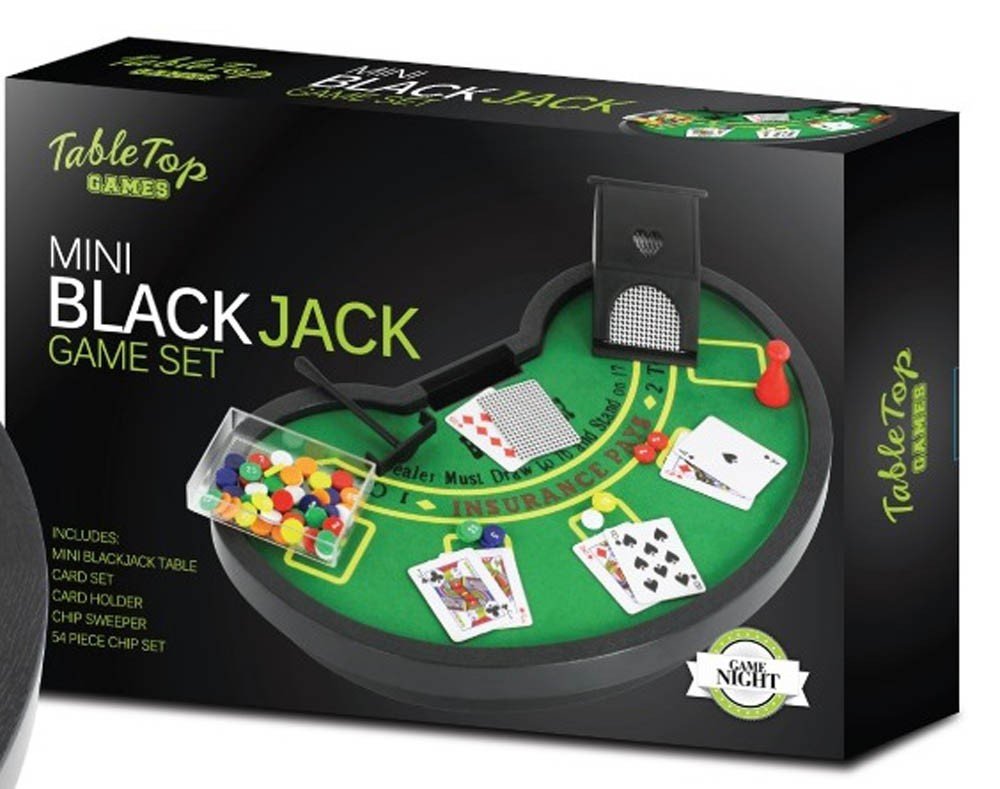 Table Top
GAMES
MINI
BLACK JACK
GAME SET
Table Top
GAMES
MINI
BLACK JACK
GAME SET
INCLUDES:
MINI BLACKJACK TABLE
CARD SET
CARD HOLDER
CHIP SWEEPER
54 PIECE CHIP SET
Dealer Must Draw to 16 and Stand on 17
INSURANCE PAYS 2 T
GAME
NIGHT
Table Top
GAMES